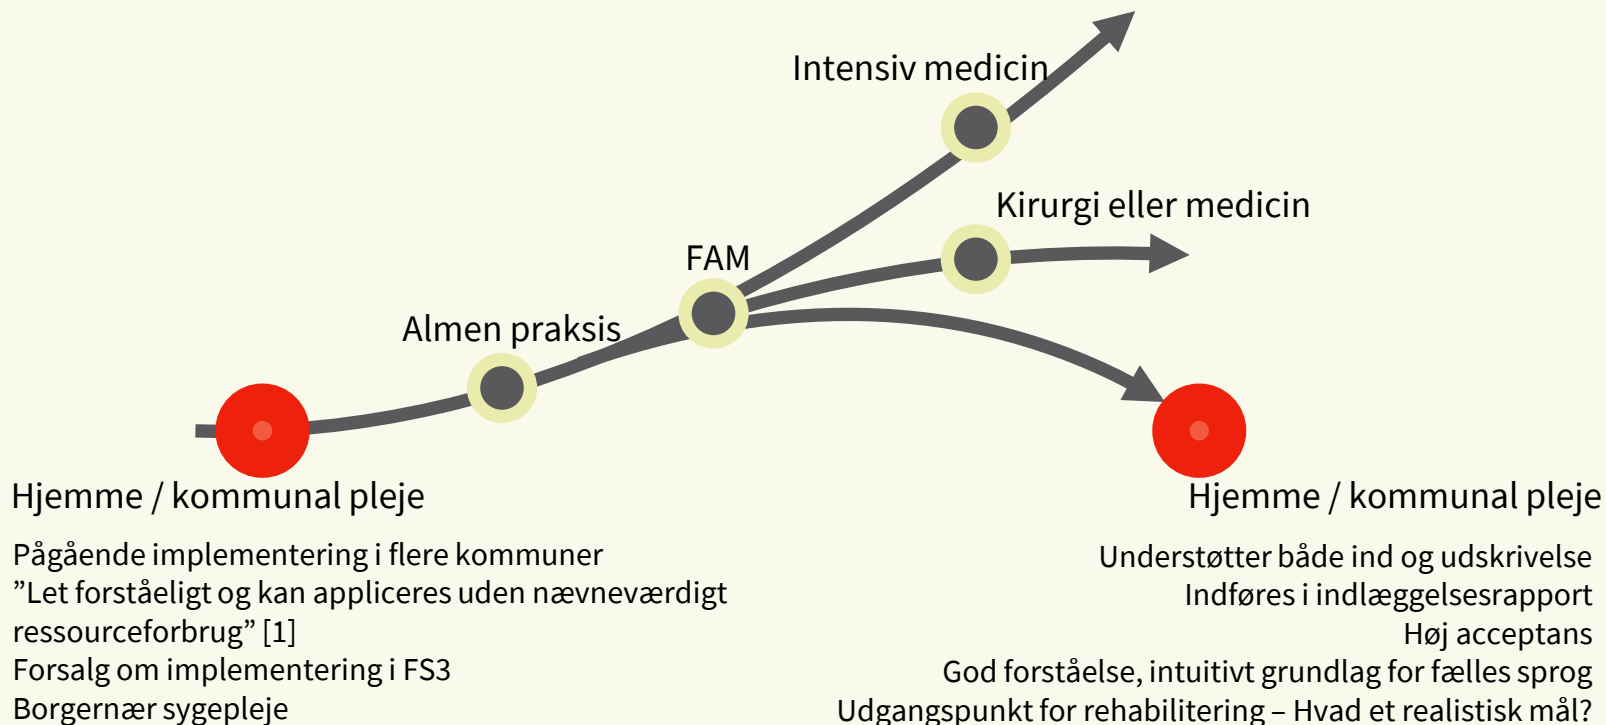 Intensiv medicin
Kirurgi eller medicin
FAM
Almen praksis
Hjemme / kommunal pleje
Pågående implementering i flere kommuner
”Let forståeligt og kan appliceres uden nævneværdigt
ressourceforbrug” [1]
Forsalg om implementering i FS3
Borgernær sygepleje
Hjemme / kommunal pleje
Understøtter både ind og udskrivelse
Indføres i indlæggelsesrapport
Høj acceptans
God forståelse, intuitivt grundlag for fælles sprog
Udgangspunkt for rehabilitering – Hvad et realistisk mål?